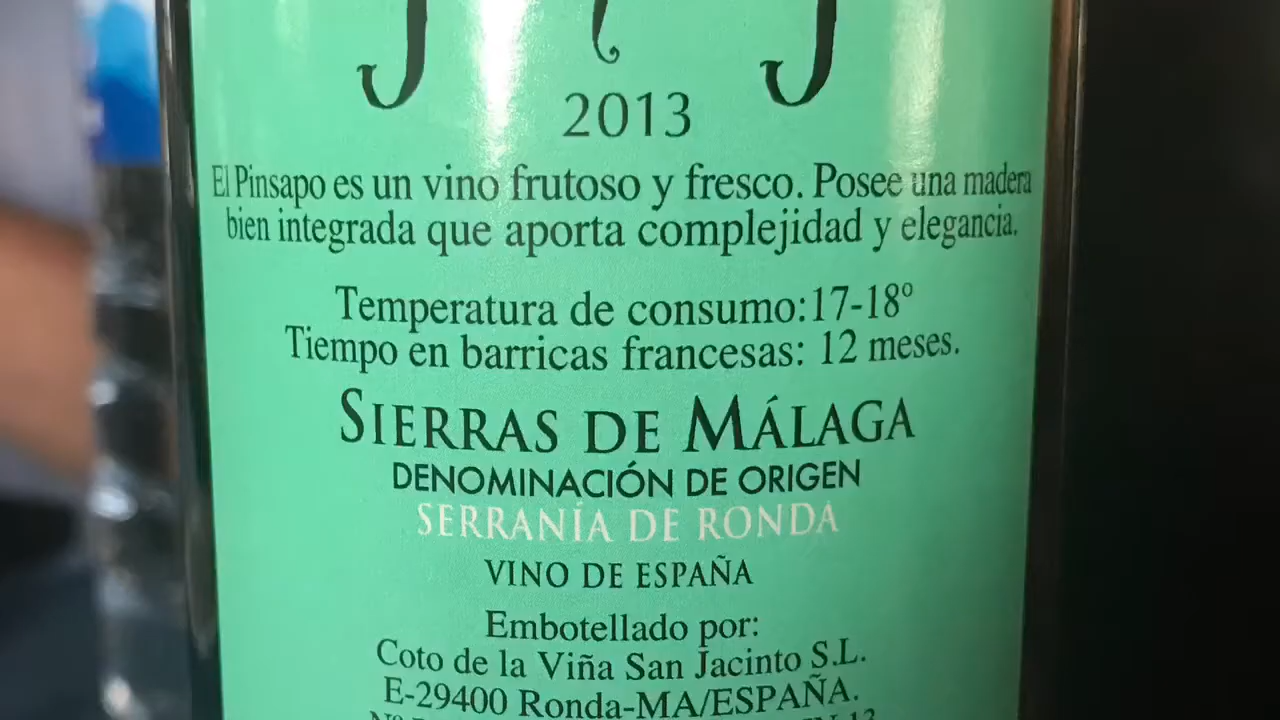 2013
El Pinsapo es un vino frutoso y fresco. Posee una madera
bien integrada que aporta complejidad y elegancia.
Temperatura de consumo:17-18º
Tiempo en barricas francesas: 12 meses.
SIERRAS DE MÁLAGA
DENOMINACIÓN DE ORIGEN
SERRANÍA DE RONDA
VINO DE ESPAÑA
Embotellado por:
Coto de la Viña San Jacinto S.L.
E-29400 Ronda-MA/ESPAÑA.